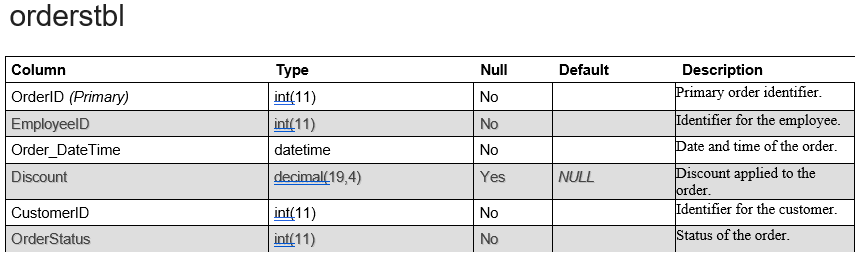 orderstbl
Column Type Null Default Description
OrderID (Primary) int(11) No Primary order identifier.
EmployeeID int(11) No Identifier for the employee.
Order_DateTime datetime No Date and time of the order.
Discount decimal(19,4) Yes NULL Discount applied to the
order.
CustomerID int(11) No Identifier for the customer.
OrderStatus int(11) No Status of the order.